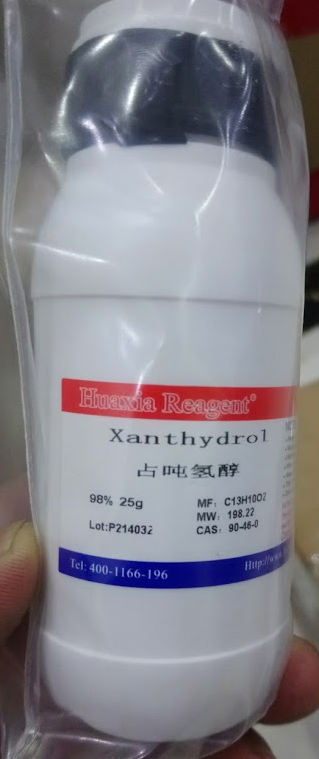 Huaxia Reagent®
Xanthydrol
占吨氢醇
98% 25g
MF: C13H10O2
MW: 198.22
Lot:P214032
CAS: 90-46-0
Tel: 400-1166-196